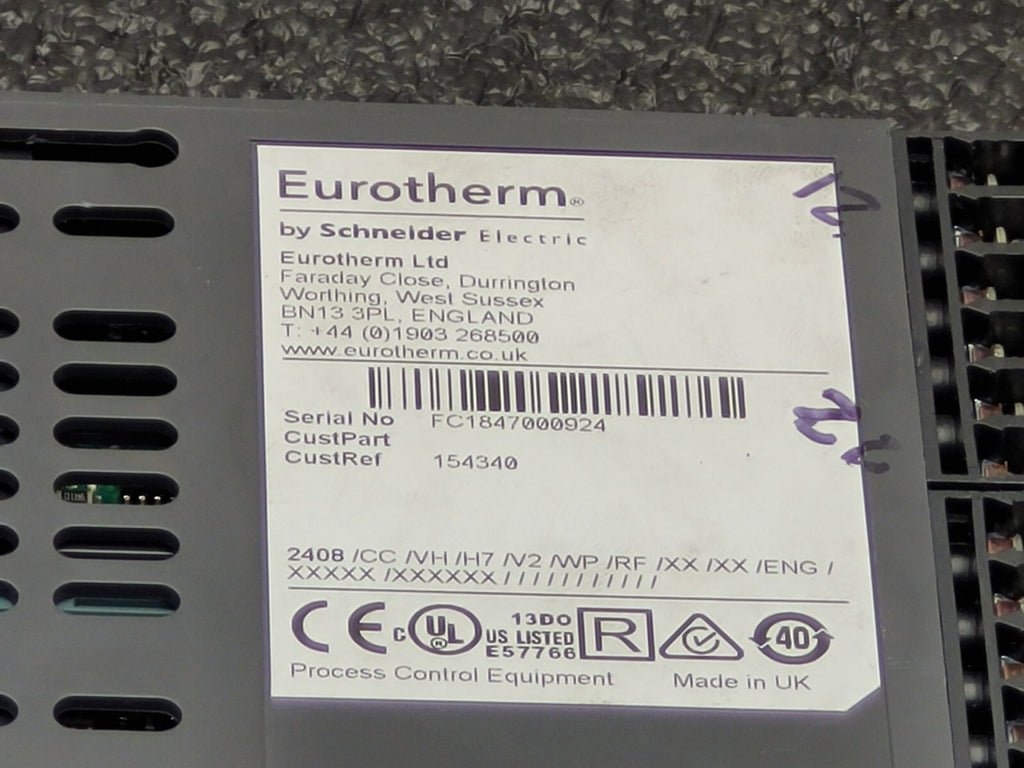 Eurotherm®
by Schneider Electric
Eurotherm Ltd
Faraday Close, Durrington
Worthing, West Sussex
BN13 3PL, ENGLAND
T: +44 (0)1903 268500
www.eurotherm.co.uk
Serial No FC1847000924
CustPart
CustRef 154340
2408 /CC /VH /H7 /V2 /WP /RF /XX /XX /ENG /
XXXXX /XXXXXX / / / / / / / / / / / /
CE C UL® US LISTED 13DO E57766 R 40
Process Control Equipment Made in UK